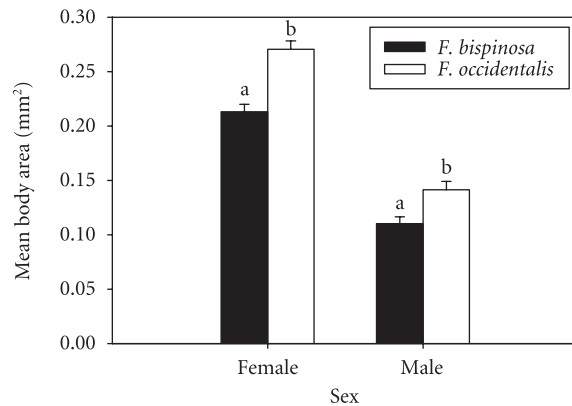 0.30
0.25
0.20
0.15
0.10
0.05
0.00
Mean body area (mm²)
F. bispinosa
F. occidentalis
a
b
a
b
Female
Male
Sex